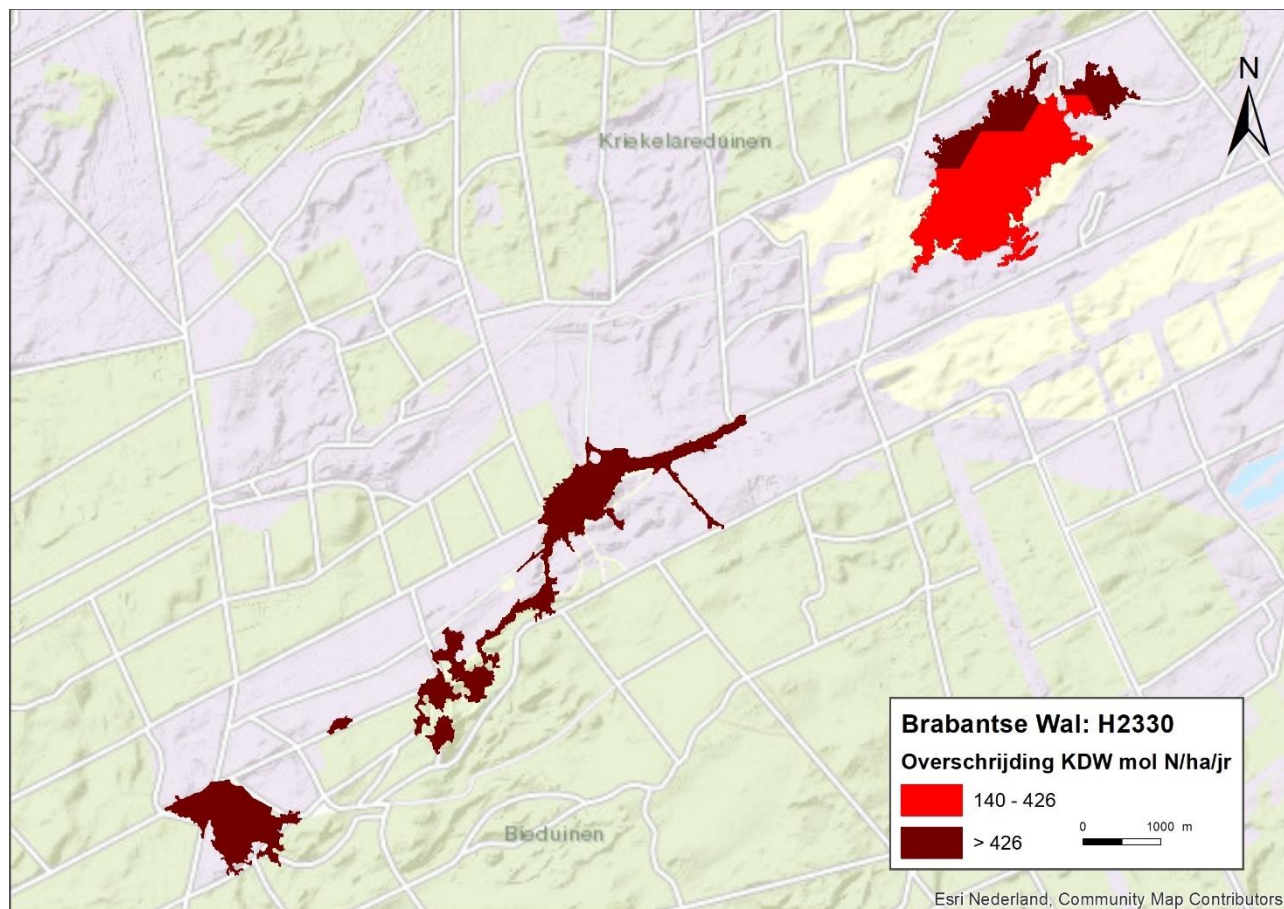 N
Kriekelareduinen
Brabantse Wal: H2330
Overschrijding KDW mol N/ha/jr
140 - 426
> 426
0 1000 m
Bieduinen
Esri Nederland, Community Map Contributors